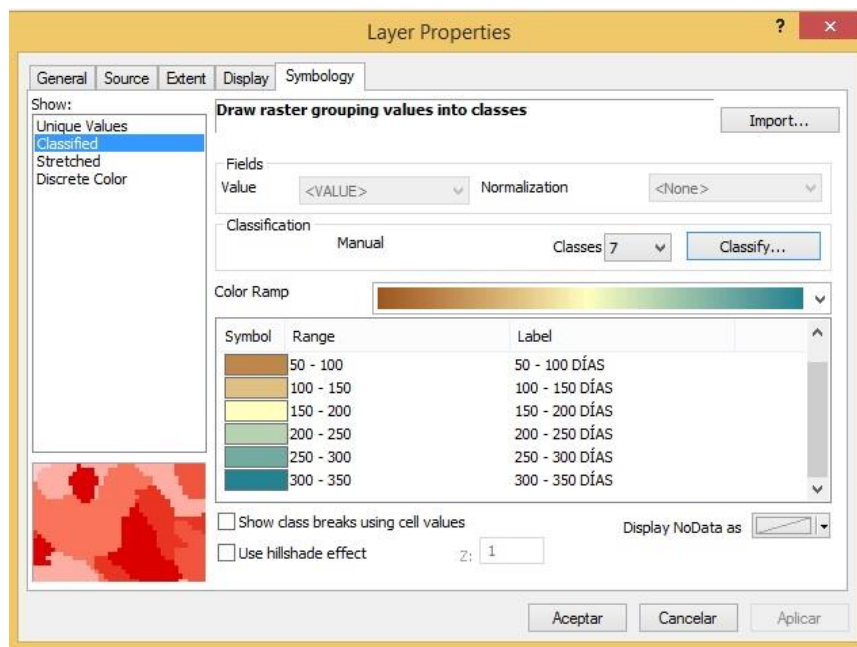 Layer Properties
?
×
General Source Extent Display Symbology
Show:
Unique Values
Classified
Stretched
Discrete Color
Draw raster grouping values into classes
Import...
Fields
Value <VALUE> Normalization <None>
Classification
Manual Classes 7 Classify...
Color Ramp
Symbol Range Label
50 - 100 50 - 100 DÍAS
100 - 150 100 - 150 DÍAS
150 - 200 150 - 200 DÍAS
200 - 250 200 - 250 DÍAS
250 - 300 250 - 300 DÍAS
300 - 350 300 - 350 DÍAS
Show class breaks using cell values
Display NoData as
Use hillshade effect Z: 1
Aceptar Cancelar Aplicar